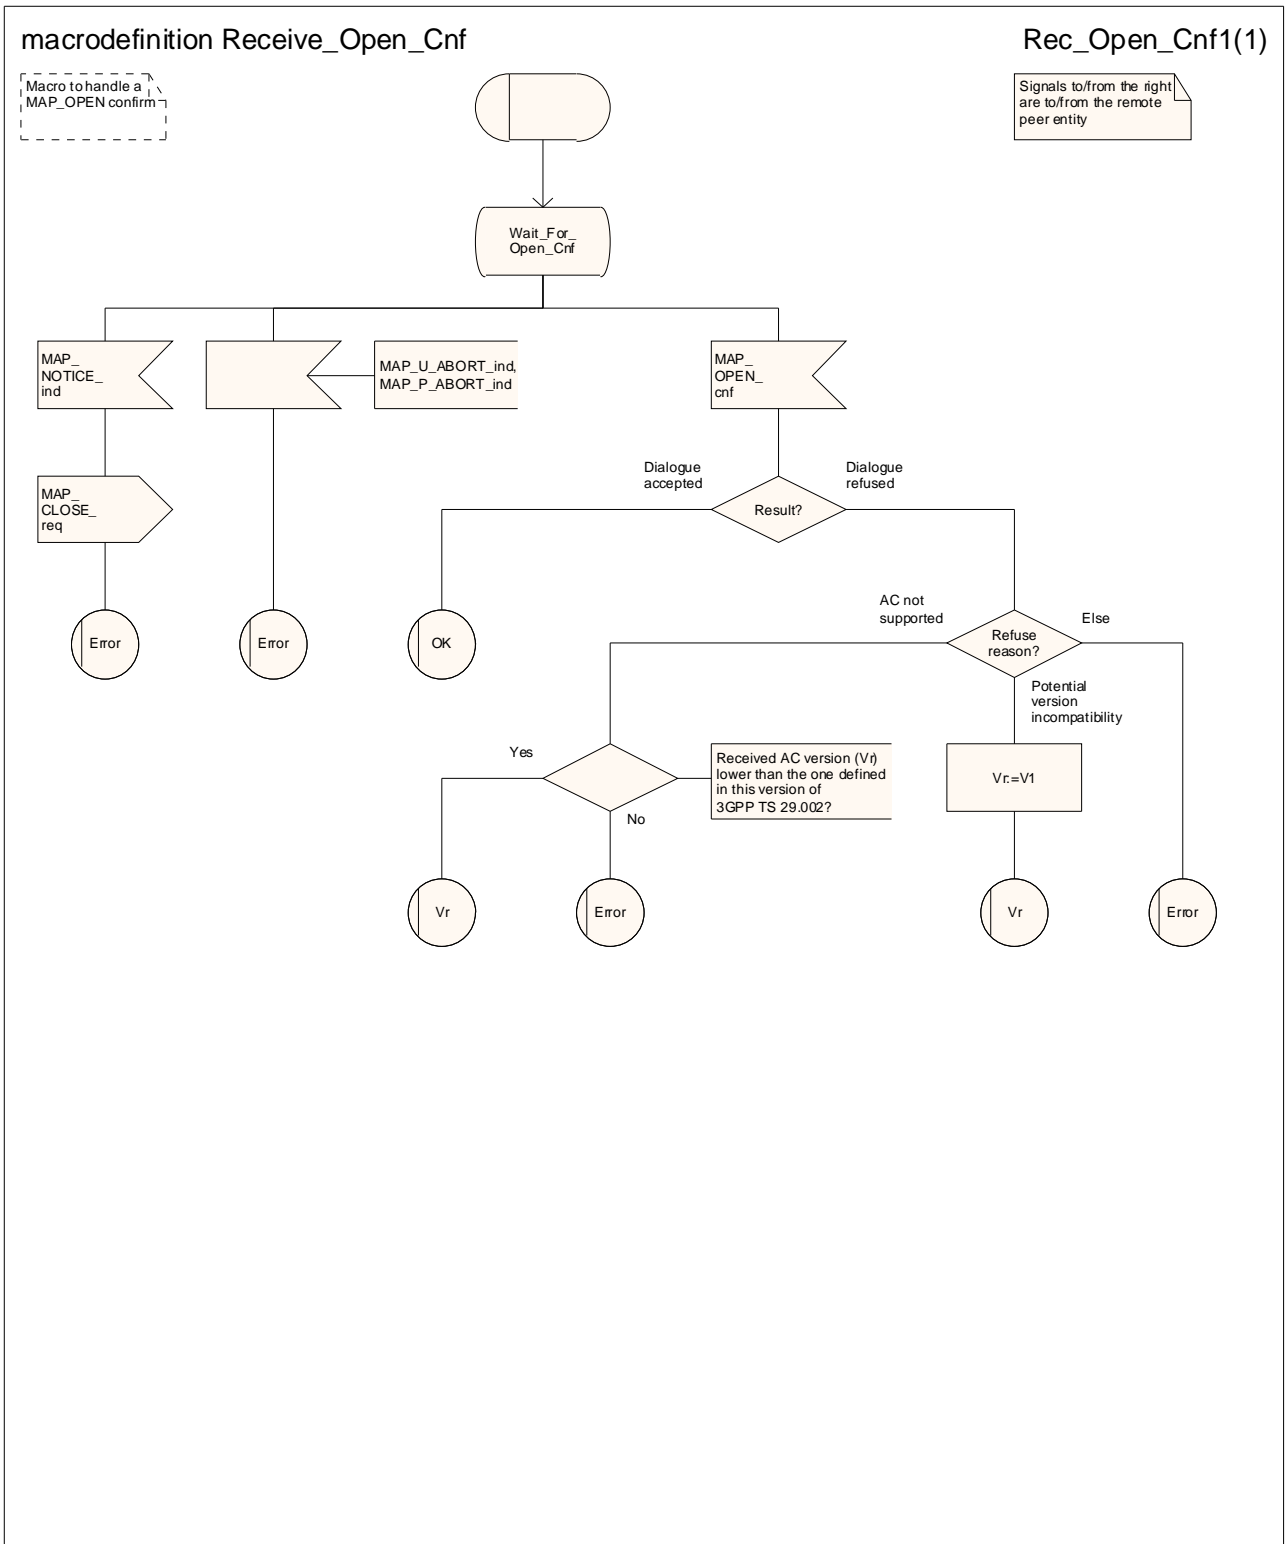 macrodefinition Receive_Open_Cnf
Rec_Open_Cnf1(1)
Macro to handle a
MAP_OPEN confirm
Signals to/from the right
are to/from the remote
peer entity
Wait_For_
Open_Cnf
MAP_
NOTICE_
ind
MAP_U_ABORT_ind,
MAP_P_ABORT_ind
MAP_
OPEN_
cnf
Dialogue
accepted
Dialogue
refused
MAP_
CLOSE_
req
Result?
AC not
supported
Else
Error
Error
OK
Refuse
reason?
Potential
version
incompatibility
Yes
Received AC version (Vr)
lower than the one defined
in this version of
3GPP TS 29.002?
Vr:=V1
No
Vr
Error
Vr
Error